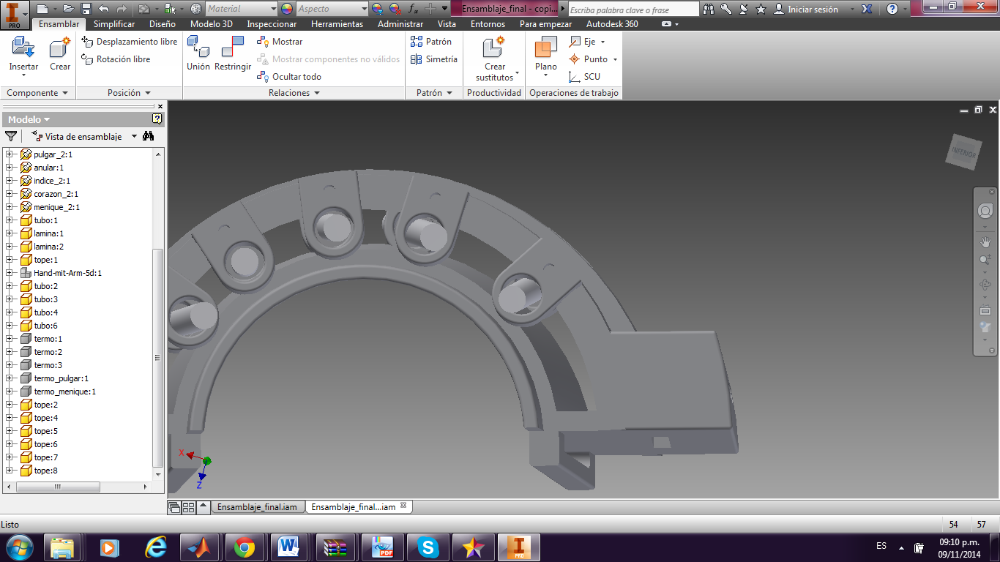 Material
Aspecto
Ensamblaje_final - copi...
Escriba palabra clave o frase
Iniciar sesión
PRO
Ensamblar
Simplificar
Diseño
Modelo 3D
Inspeccionar
Herramientas
Administrar
Vista
Entornos
Para empezar
Autodesk 360
Insertar
Crear
Desplazamiento libre
Rotación libre
Unión
Restringir
Mostrar
Mostrar componentes no válidos
Ocultar todo
Patrón
Simetría
Crear
sustitutos
Plano
Eje
Punto
SCU
Componente
Posición
Relaciones
Patrón
Productividad
Operaciones de trabajo
Modelo
Vista de ensamblaje
pulgar_2:1
anular:1
indice_2:1
corazon_2:1
menique_2:1
tubo:1
lamina:1
lamina:2
tope:1
Hand-mit-Arm-5d:1
tubo:2
tubo:3
tubo:4
tubo:6
termo:1
termo:2
termo:3
termo_pulgar:1
termo_menique:1
tope:2
tope:4
tope:5
tope:6
tope:7
tope:8
INFERIOR
X
Z
Ensamblaje_final.iam
Ensamblaje_final...iam
Listo
54
57
PDF
PRO
ES
09:10 p.m.
09/11/2014